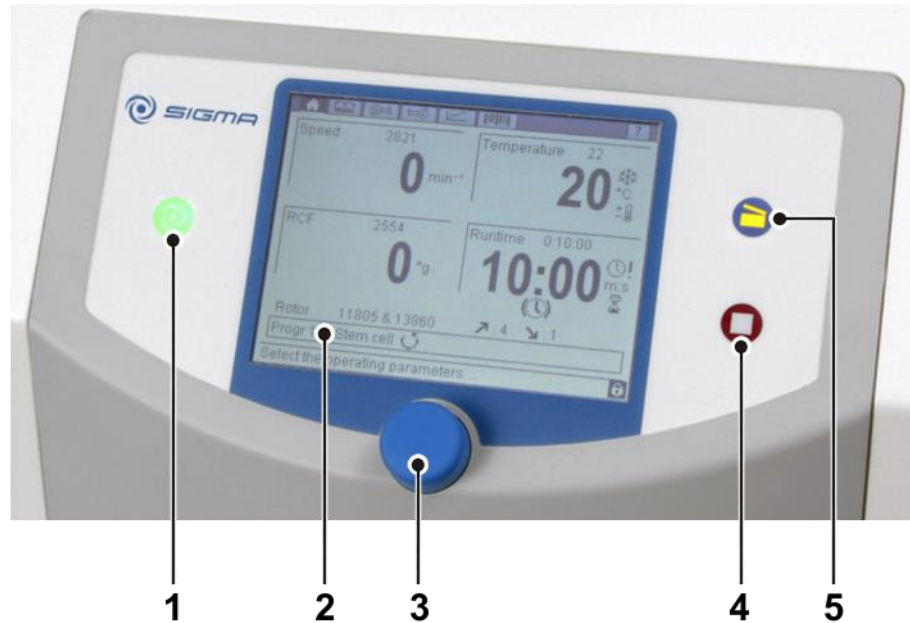 SIGMA
?
Speed 2821
0 min⁻¹
Temperature 22
20 °C
RCF 2554
0 *g
Runtime 0:10:00
10:00 m:s
Rotor 11805 & 13860 : 4 : 1
Progr Stem cell
Select the operating parameters...
1 2 3 4 5